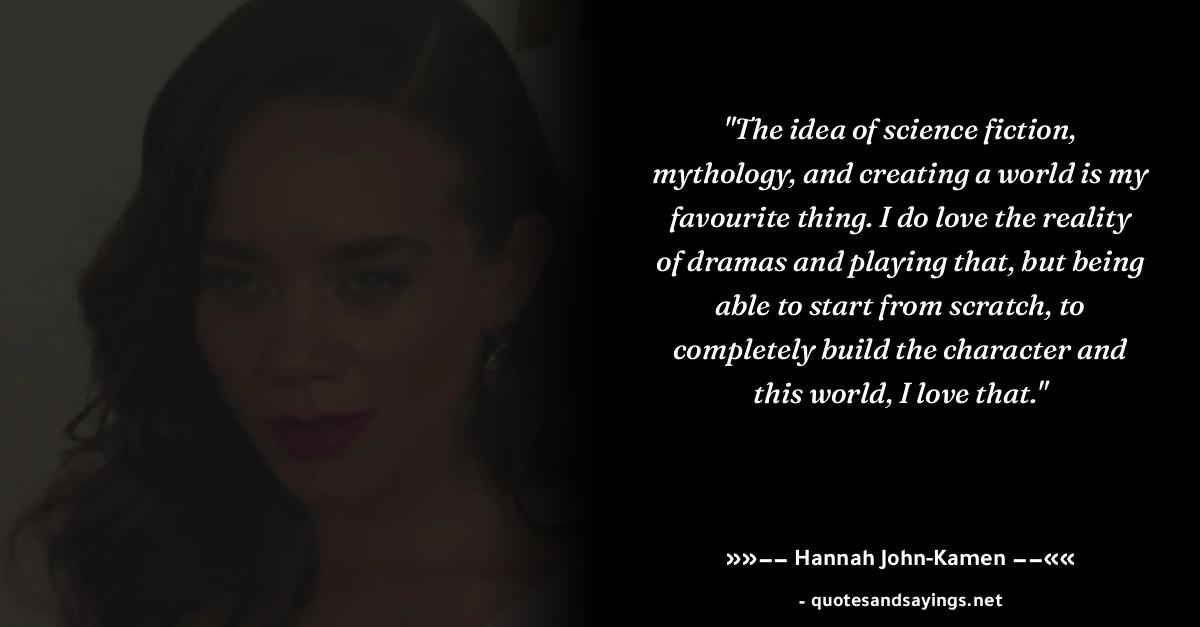 "The idea of science fiction,
mythology, and creating a world is my
favourite thing. I do love the reality
of dramas and playing that, but being
able to start from scratch, to
completely build the character and
this world, I love that."
»»−− Hannah John-Kamen −−««
- quotesandsayings.net